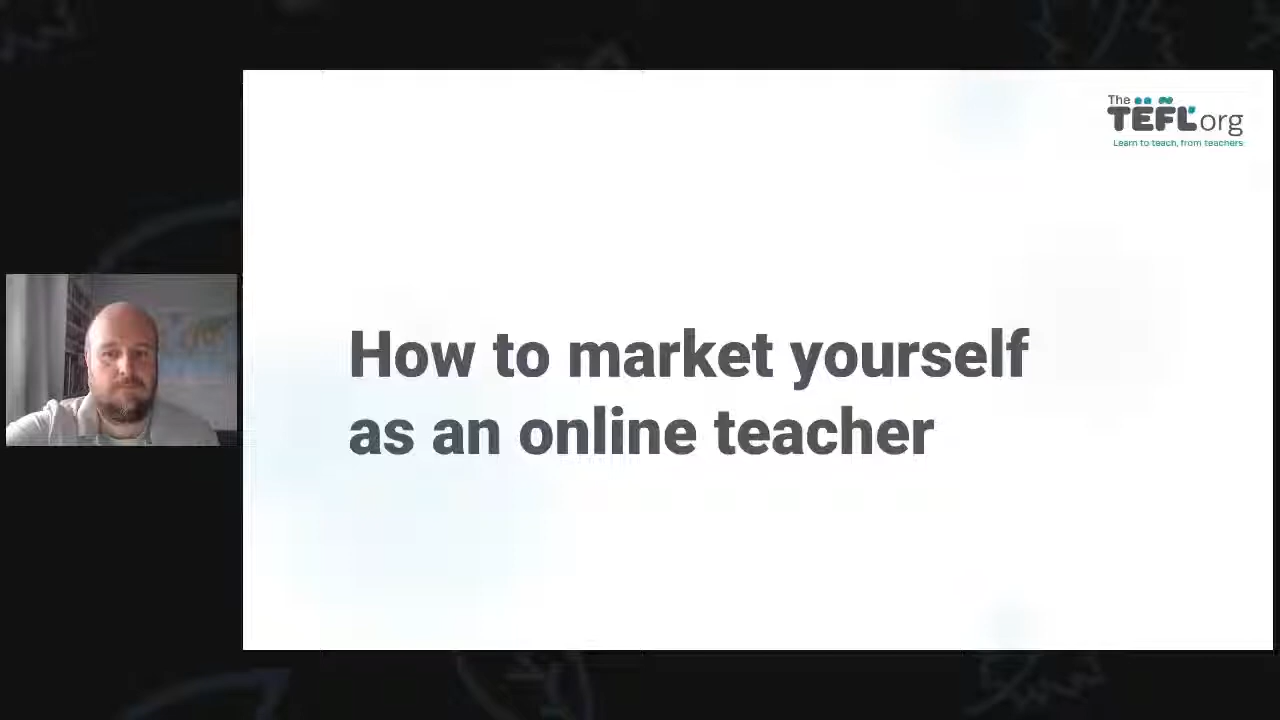 The
TEFL org
Learn to teach, from teachers
How to market yourself
as an online teacher